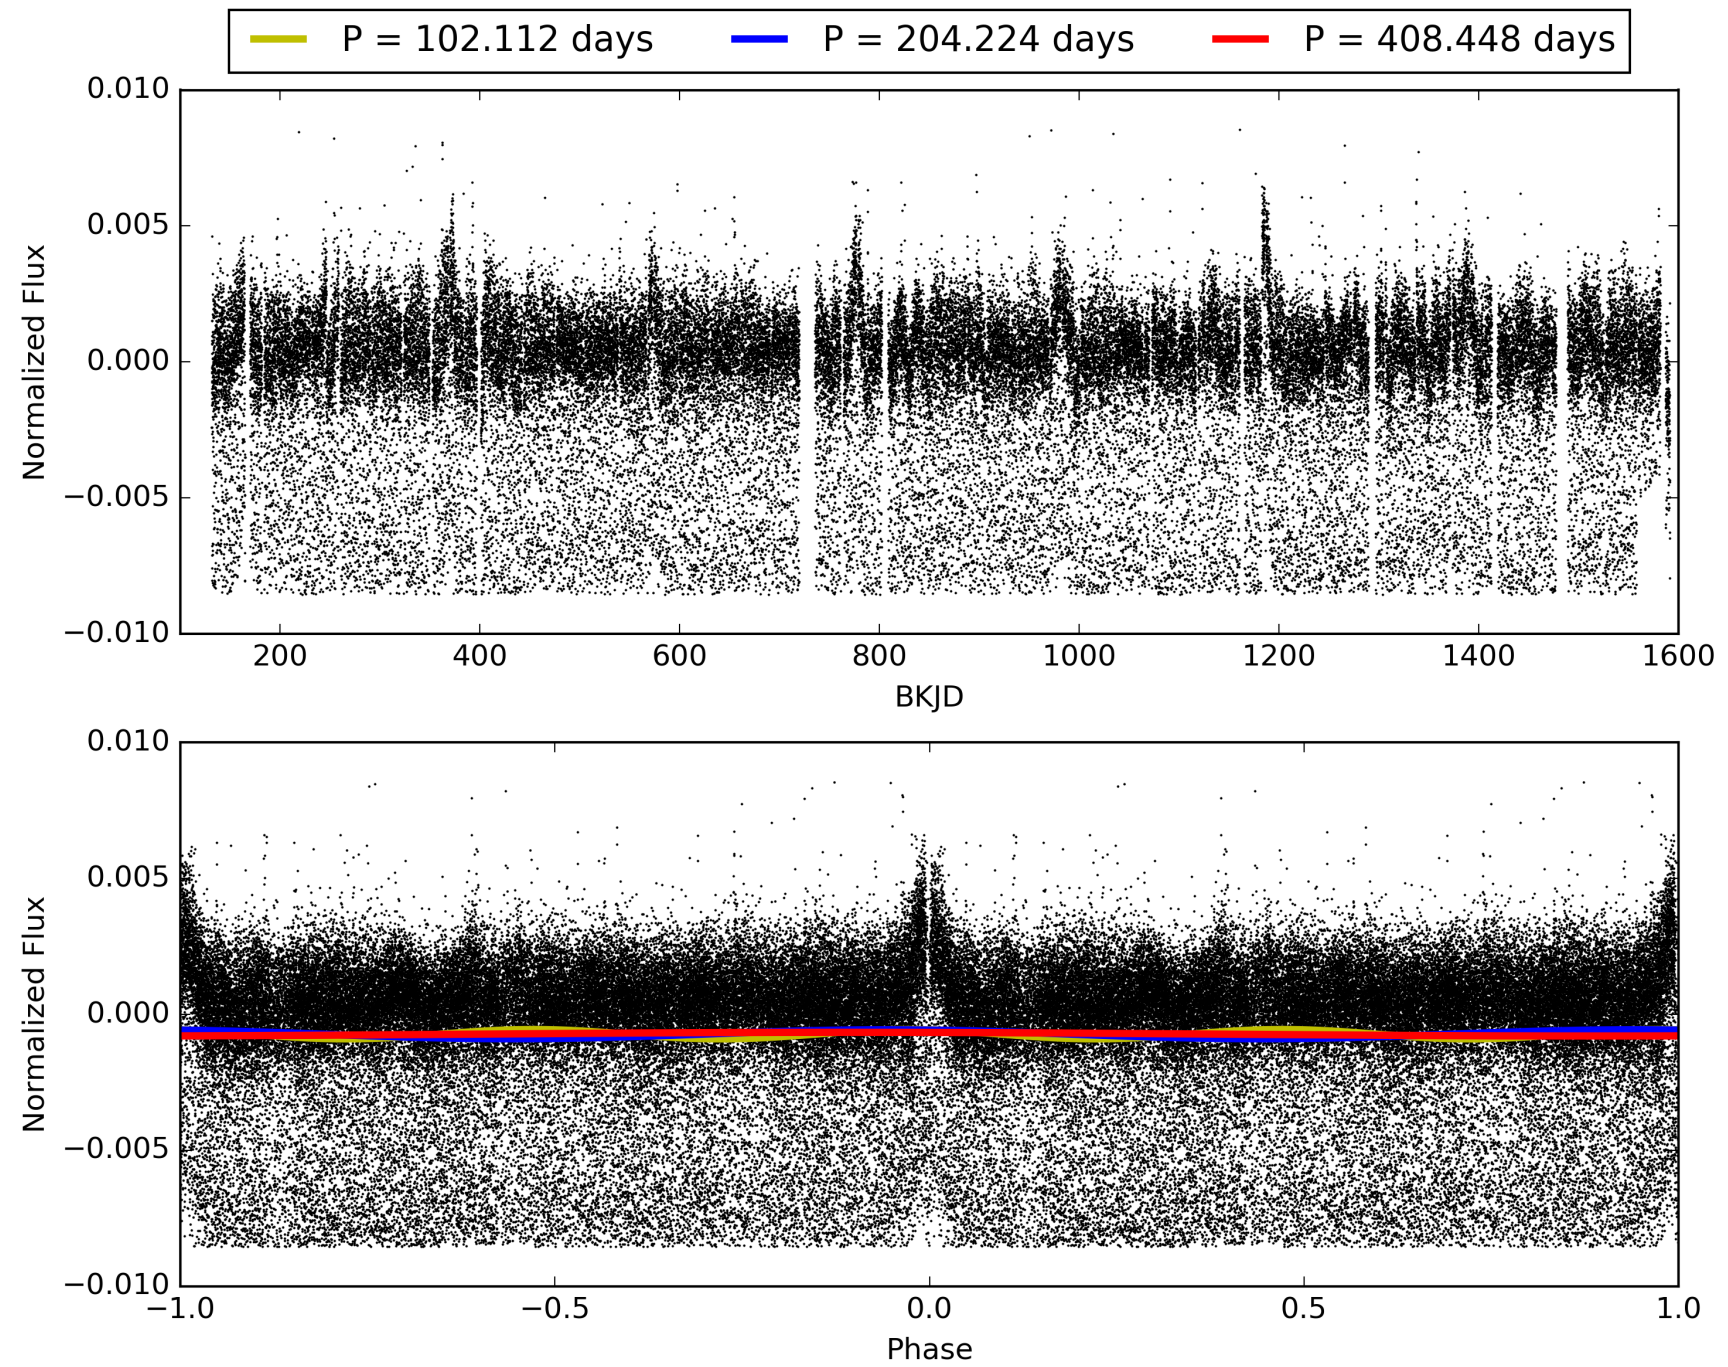 P = 102.112 days P = 204.224 days P = 408.448 days
0.010
0.005
0.000
−0.005
−0.010
Normalized Flux
200 400 600 800 1000 1200 1400 1600
BKJD
0.010
0.005
0.000
−0.005
−0.010
Normalized Flux
−1.0 −0.5 0.0 0.5 1.0
Phase